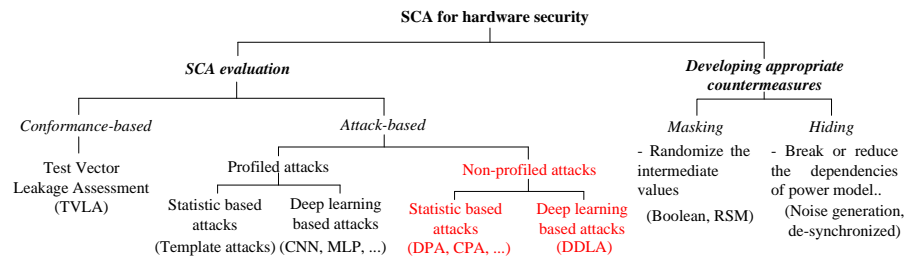 SCA for hardware security
SCA evaluation
Developing appropriate
countermeasures
Conformance-based
Attack-based
Masking
Hiding
Test Vector
Leakage Assessment
(TVLA)
Profiled attacks
Non-profiled attacks
- Randomize the
intermediate
values
(Boolean, RSM)
- Break or reduce
the dependencies
of power model..
(Noise generation,
de-synchronized)
Statistic based
attacks
(Template attacks)
Deep learning
based attacks
(CNN, MLP, ...)
Statistic based
attacks
(DPA, CPA, ...)
Deep learning
based attacks
(DDLA)